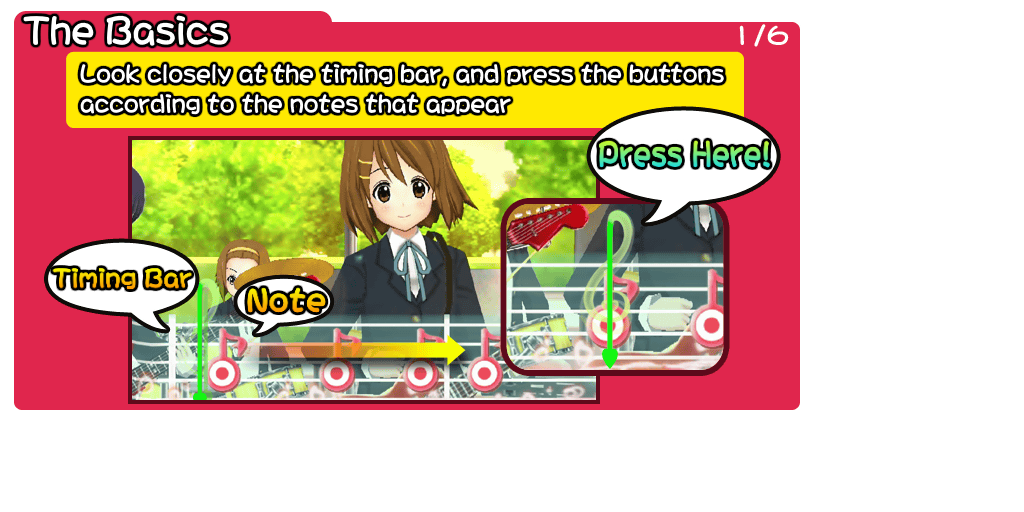 The Basics
1/6
Look closely at the timing bar, and press the buttons
according to the notes that appear
Press Here!
Timing Bar
Note